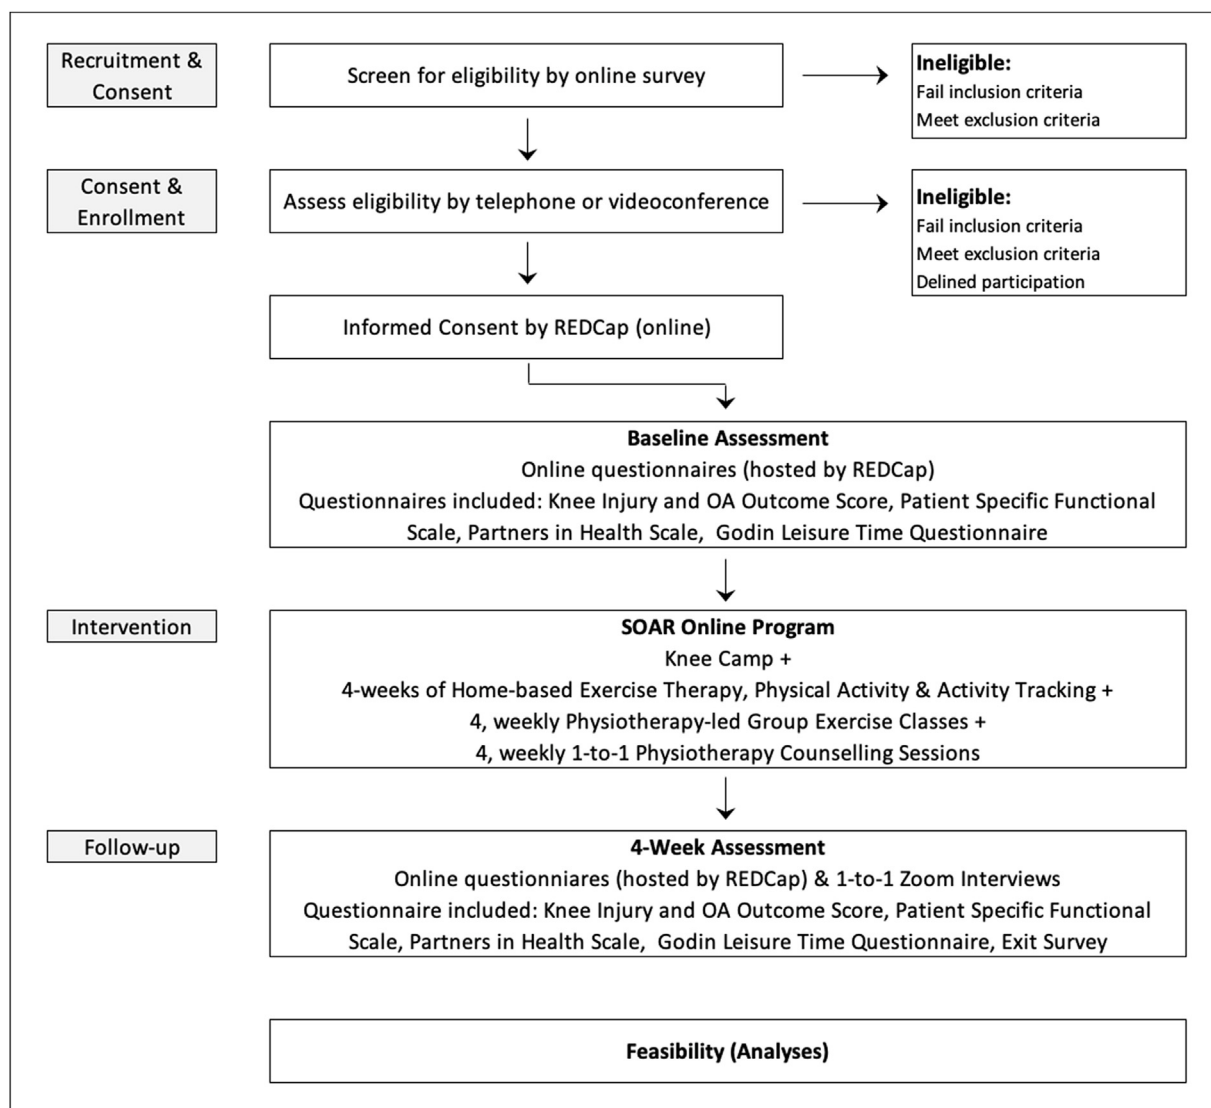 Recruitment &
Consent
Screen for eligibility by online survey
Ineligible:
Fail inclusion criteria
Meet exclusion criteria
Consent &
Enrollment
Assess eligibility by telephone or videoconference
Ineligible:
Fail inclusion criteria
Meet exclusion criteria
Delined participation
Informed Consent by REDCap (online)
Baseline Assessment
Online questionnaires (hosted by REDCap)
Questionnaires included: Knee Injury and OA Outcome Score, Patient Specific Functional
Scale, Partners in Health Scale, Godin Leisure Time Questionnaire
Intervention
SOAR Online Program
Knee Camp +
4-weeks of Home-based Exercise Therapy, Physical Activity & Activity Tracking +
4, weekly Physiotherapy-led Group Exercise Classes +
4, weekly 1-to-1 Physiotherapy Counselling Sessions
Follow-up
4-Week Assessment
Online questionniares (hosted by REDCap) & 1-to-1 Zoom Interviews
Questionnaire included: Knee Injury and OA Outcome Score, Patient Specific Functional
Scale, Partners in Health Scale, Godin Leisure Time Questionnaire, Exit Survey
Feasibility (Analyses)